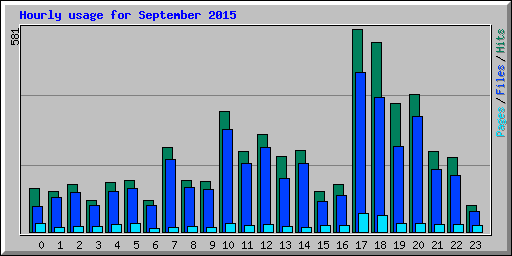 Hourly usage for September 2015
581
Pages/Files/Hits
0 1 2 3 4 5 6 7 8 9 10 11 12 13 14 15 16 17 18 19 20 21 22 23